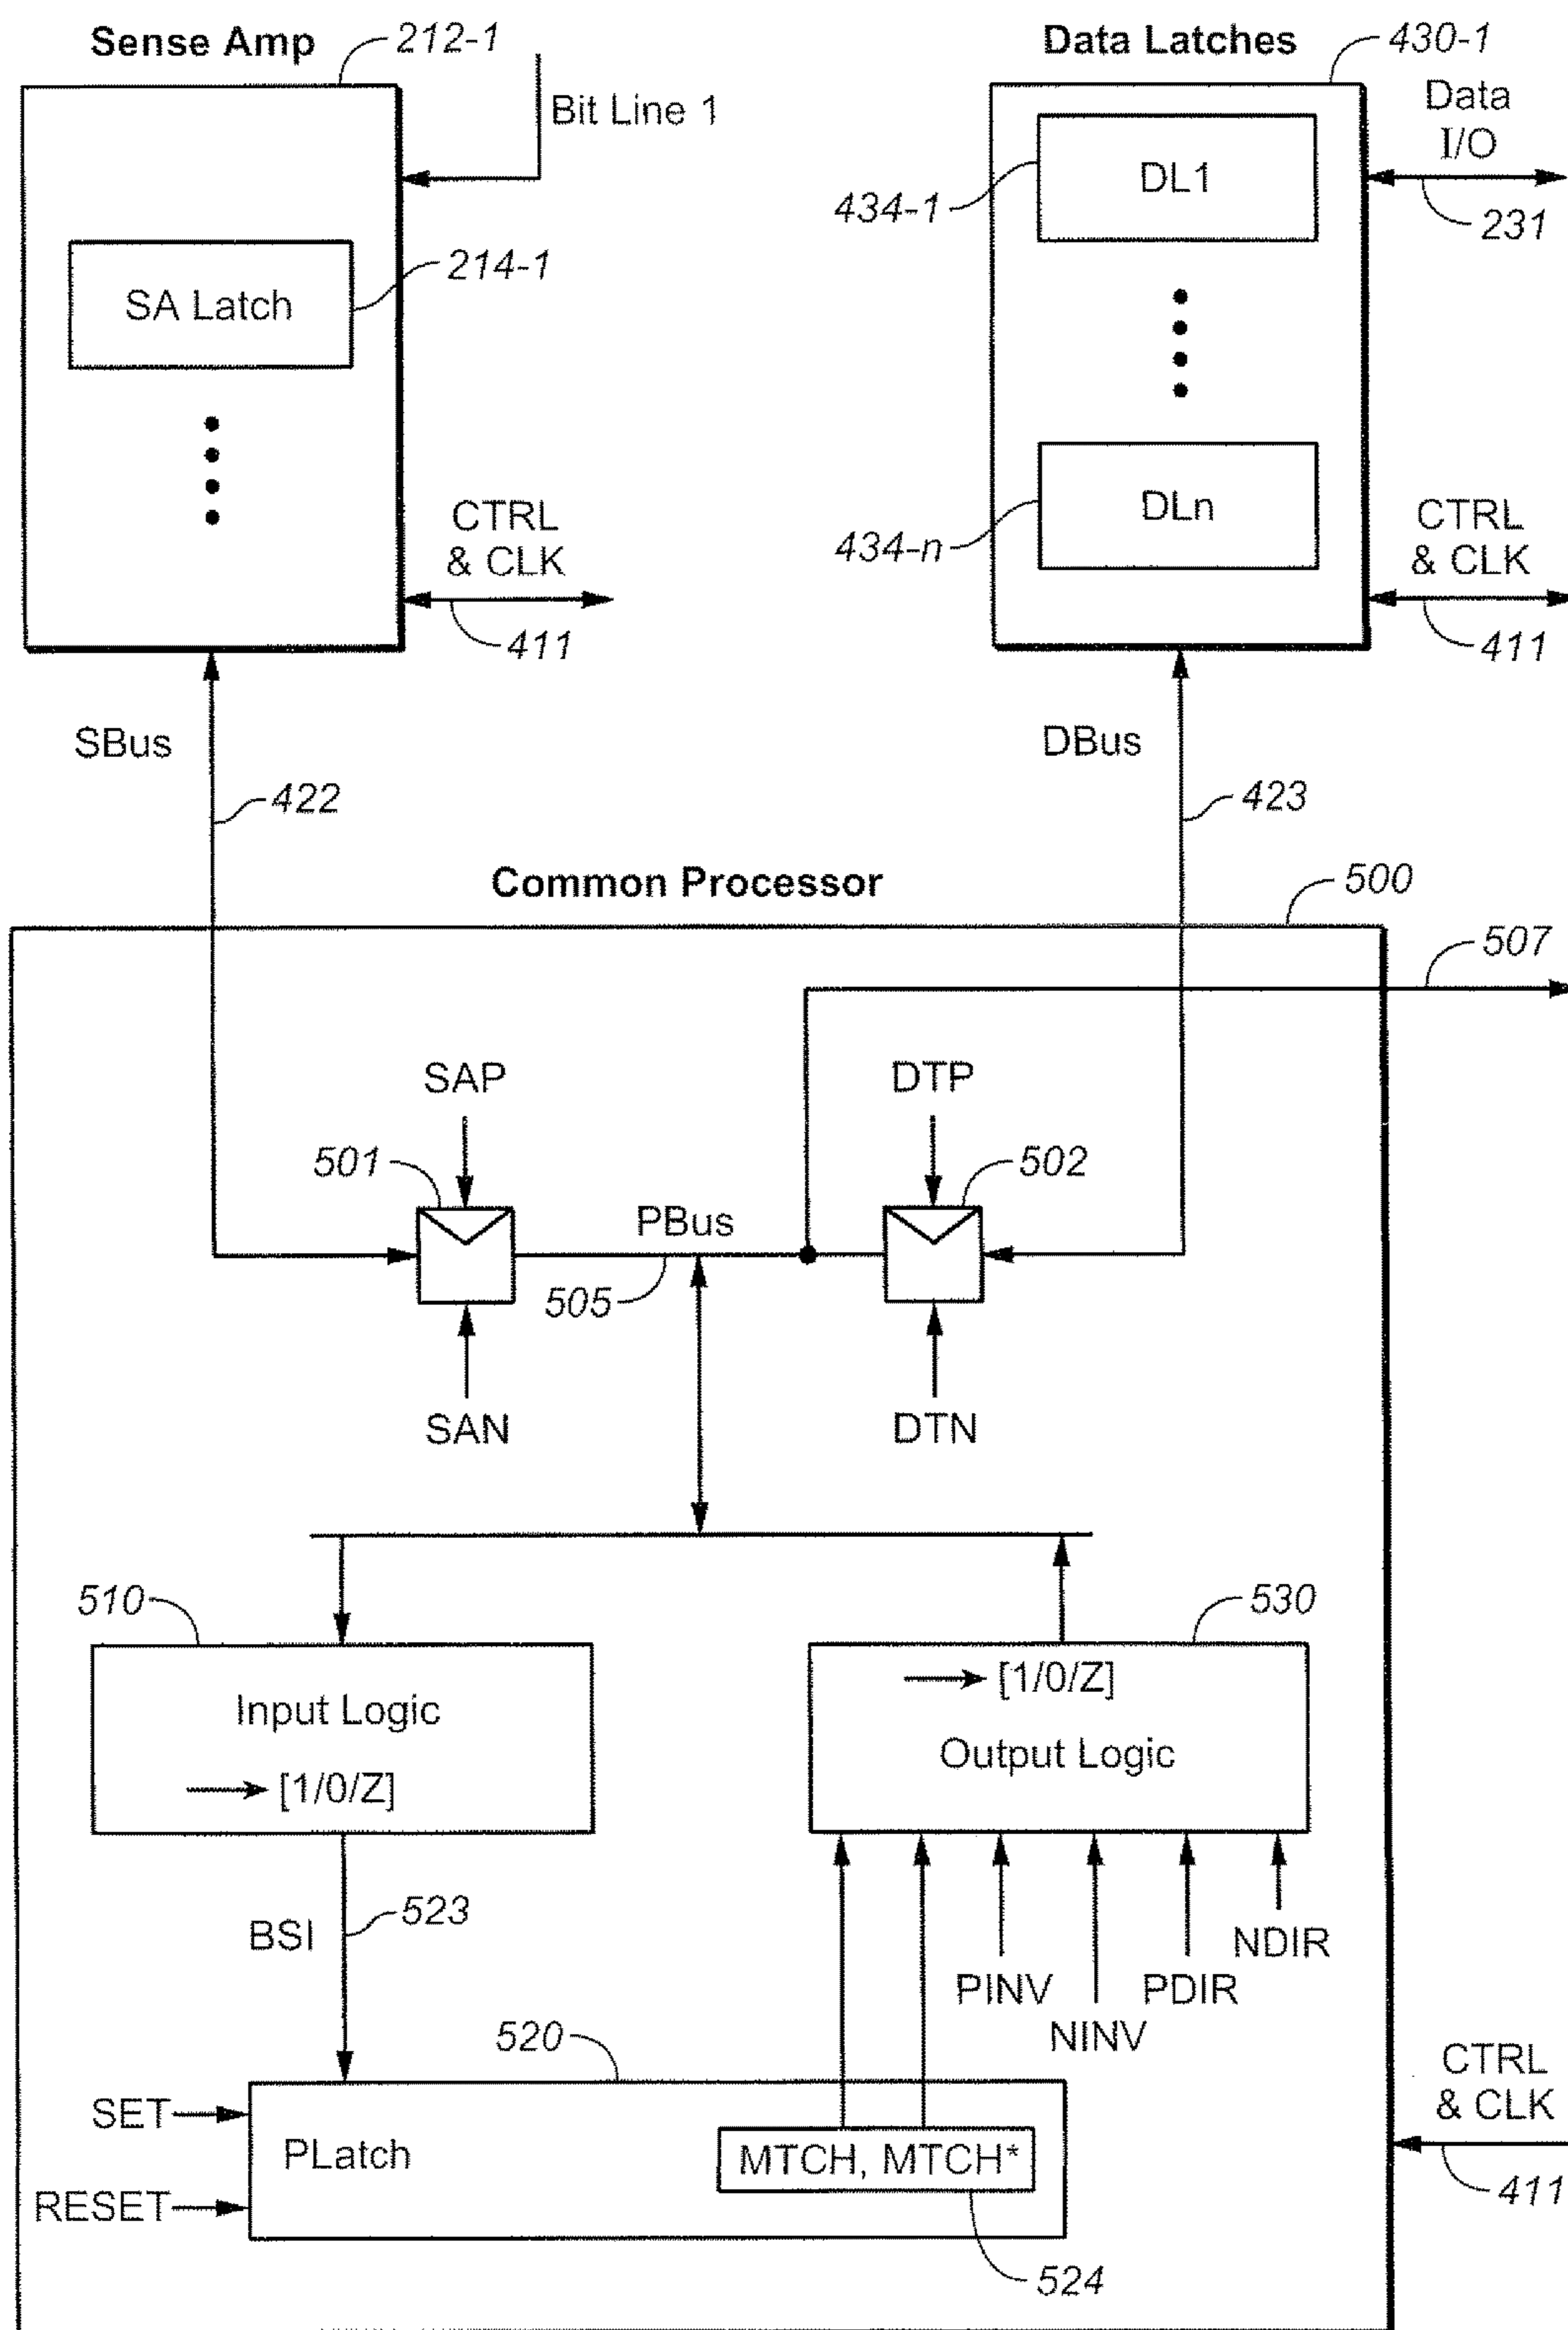 Sense Amp
212-1
Data Latches
430-1
Bit Line 1
Data
I/O
DL1
434-1
231
SA Latch
214-1
DLn
434-n
CTRL
& CLK
411
CTRL
& CLK
411
SBus
DBus
422
423
Common Processor
500
507
SAP
DTP
501
502
PBus
505
SAN
DTN
510
530
Input Logic
[1/0/Z]
[1/0/Z]
Output Logic
BSI
523
NDIR
PINV
PDIR
NINV
520
CTRL
& CLK
SET
PLatch
MTCH, MTCH*
RESET
411
524